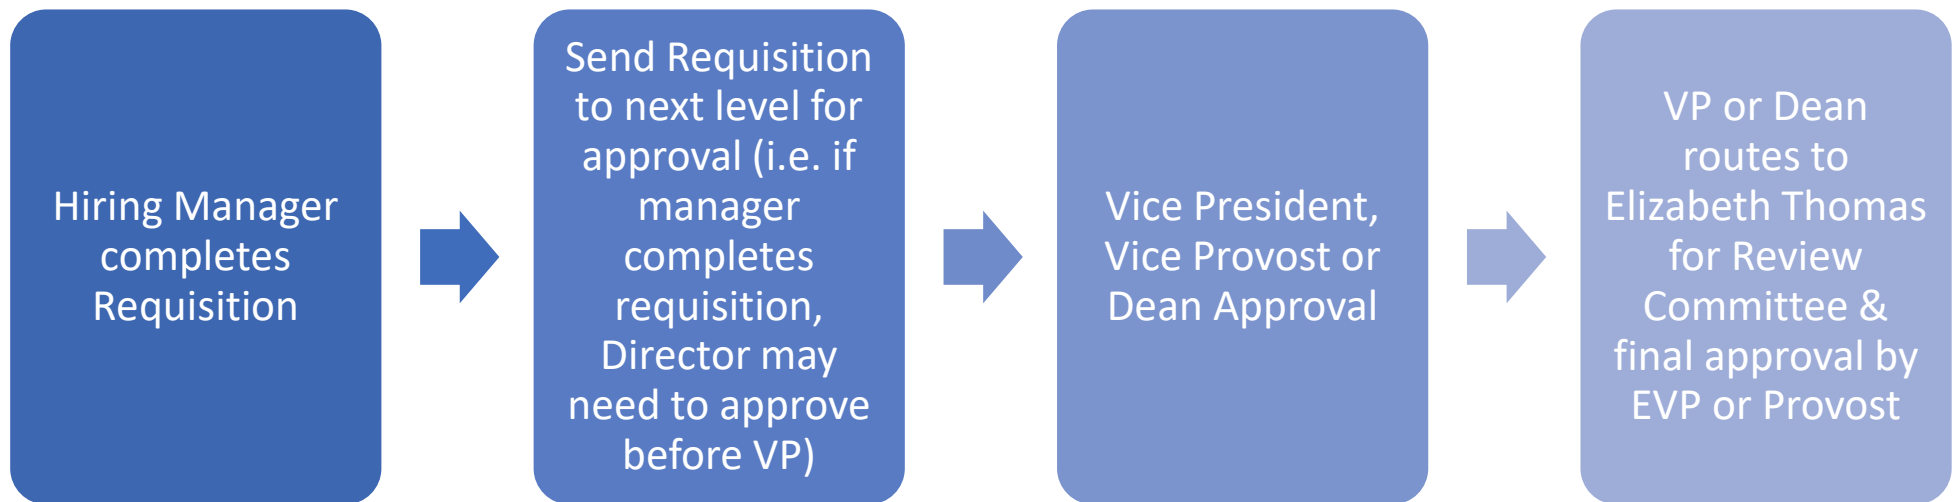 Hiring Manager
completes
Requisition
Send Requisition
to next level for
approval (i.e. if
manager
completes
requisition,
Director may
need to approve
before VP)
Vice President,
Vice Provost or
Dean Approval
VP or Dean
routes to
Elizabeth Thomas
for Review
Committee &
final approval by
EVP or Provost